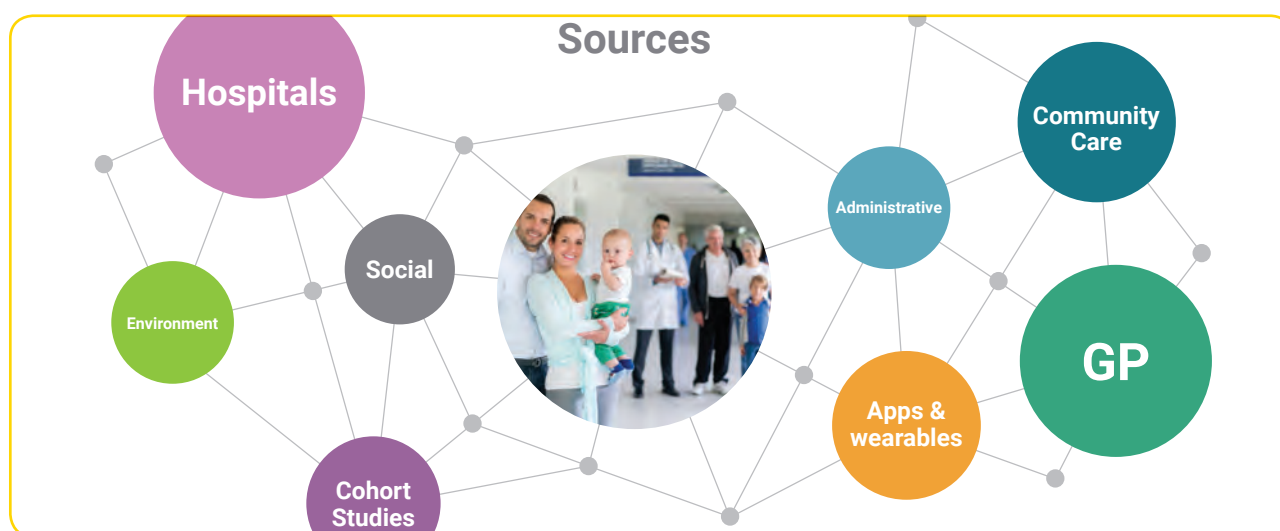 Sources
Hospitals
Community
Care
Administrative
Social
Environment
GP
Apps &
wearables
Cohort
Studies